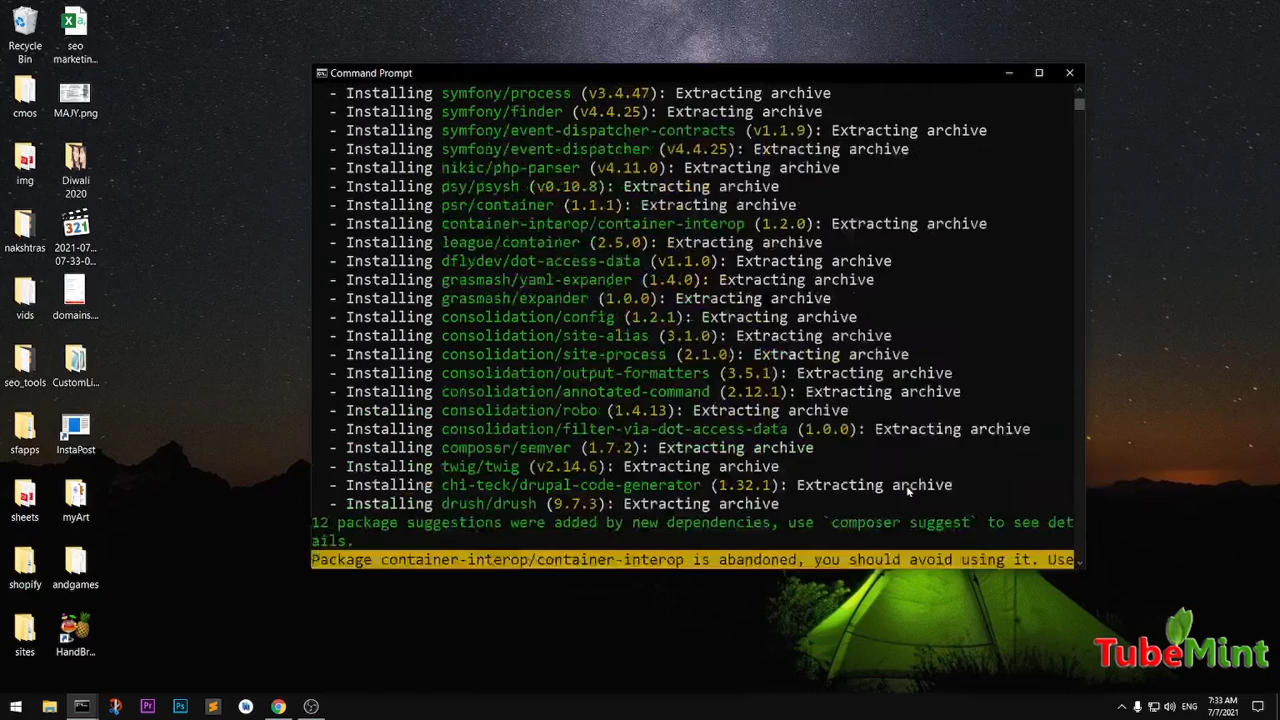 Recycle
Bin
seo
marketin...
cmos
MAJY.png
img
Diwali
2020
nakshtras
2021-07...
07-33-0...
vids
domains...
seo_tools
CustomLi...
sfapps
InstaPost
sheets
myArt
shopify
andgames
sites
HandBr...
Command Prompt
- Installing symfony/process (v3.4.47): Extracting archive
- Installing symfony/finder (v4.4.25): Extracting archive
- Installing symfony/event-dispatcher-contracts (v1.1.9): Extracting archive
- Installing symfony/event-dispatcher (v4.4.25): Extracting archive
- Installing nikic/php-parser (v4.11.0): Extracting archive
- Installing psy/psysh (v0.10.8): Extracting archive
- Installing psr/container (1.1.1): Extracting archive
- Installing container-interop/container-interop (1.2.0): Extracting archive
- Installing league/container (2.5.0): Extracting archive
- Installing dflydev/dot-access-data (v1.1.0): Extracting archive
- Installing grasmash/yaml-expander (1.4.0): Extracting archive
- Installing grasmash/expander (1.0.0): Extracting archive
- Installing consolidation/config (1.2.1): Extracting archive
- Installing consolidation/site-alias (3.1.0): Extracting archive
- Installing consolidation/site-process (2.1.0): Extracting archive
- Installing consolidation/output-formatters (3.5.1): Extracting archive
- Installing consolidation/annotated-command (2.12.1): Extracting archive
- Installing consolidation/robo (1.4.13): Extracting archive
- Installing consolidation/filter-via-dot-access-data (1.0.0): Extracting archive
- Installing composer/semver (1.7.2): Extracting archive
- Installing twig/twig (v2.14.6): Extracting archive
- Installing chi-teck/drupal-code-generator (1.32.1): Extracting archive
- Installing drush/drush (9.7.3): Extracting archive
12 package suggestions were added by new dependencies, use `composer suggest` to see det
ails.
Package container-interop/container-interop is abandoned, you should avoid using it. Use
TubeMint
ENG
7:33 AM
7/7/2021